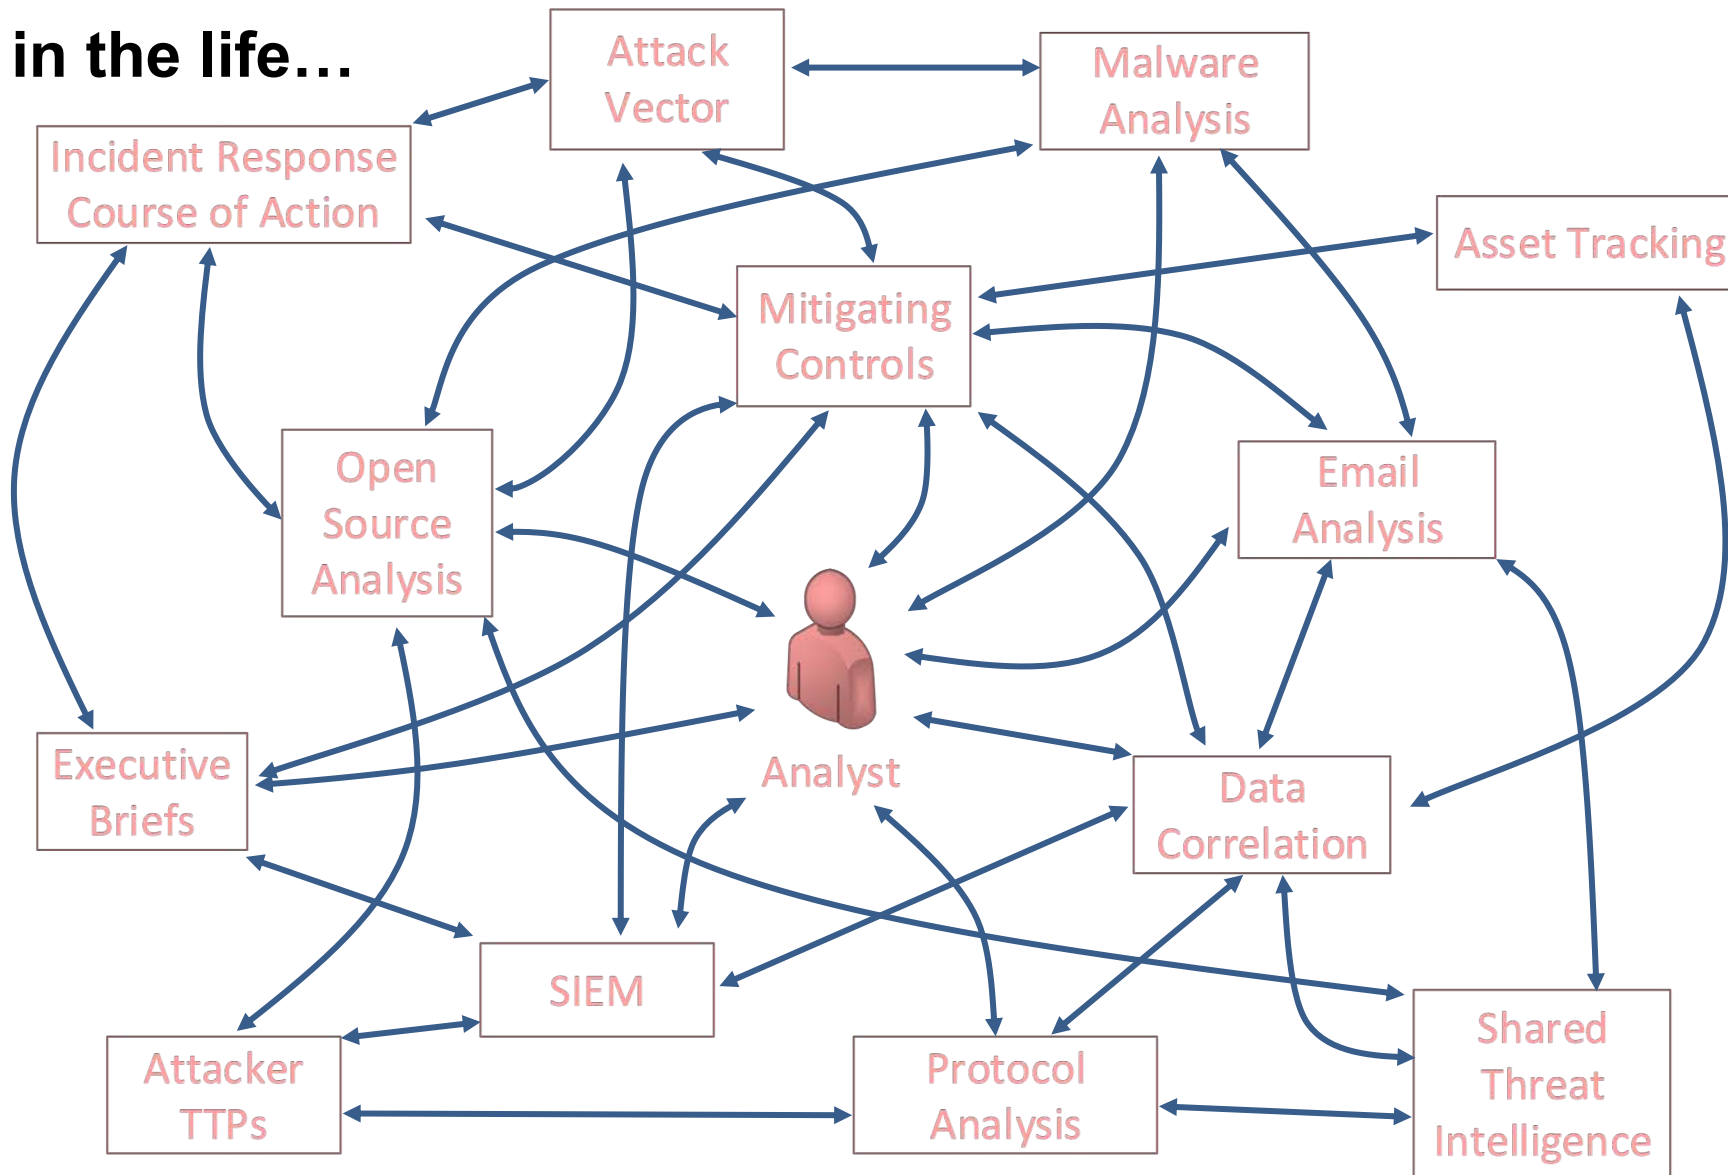 in the life…
Attack
Vector
Malware
Analysis
Incident Response
Course of Action
Asset Tracking
Mitigating
Controls
Open
Source
Analysis
Email
Analysis
Executive
Briefs
Analyst
Data
Correlation
SIEM
Attacker
TTPs
Protocol
Analysis
Shared
Threat
Intelligence